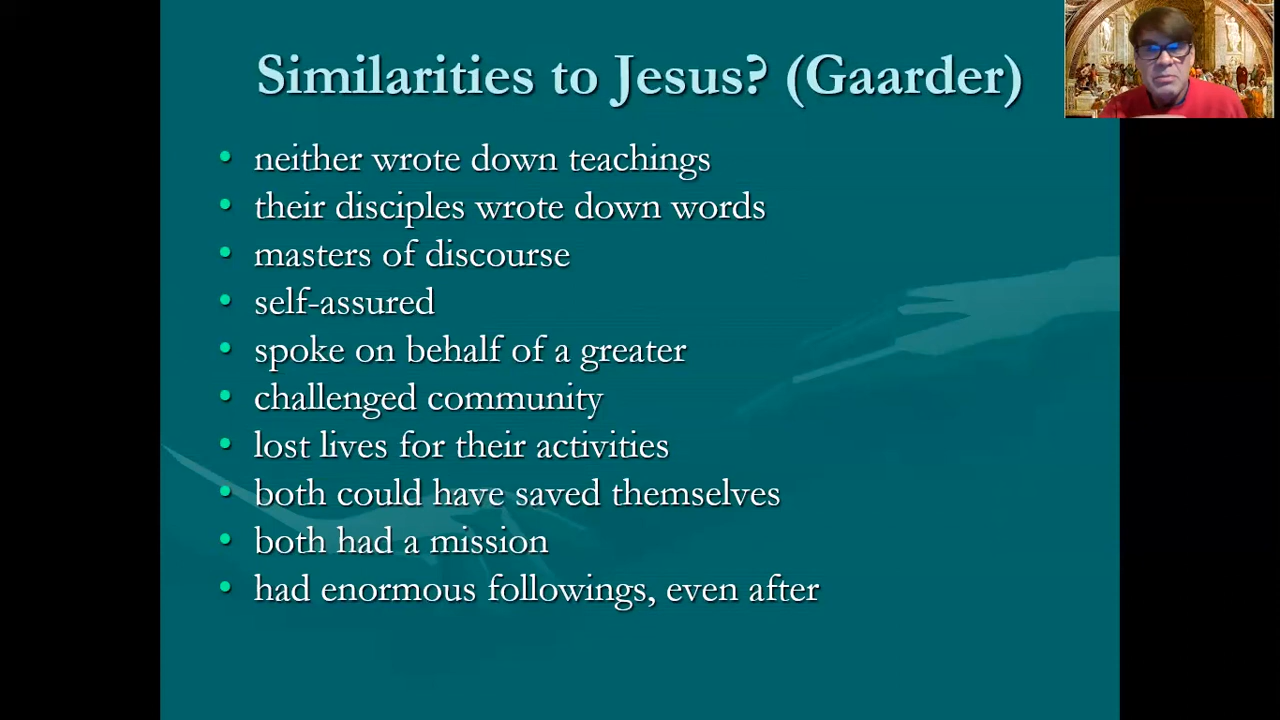 Similarities to Jesus? (Gaarder)
• neither wrote down teachings
• their disciples wrote down words
• masters of discourse
• self-assured
• spoke on behalf of a greater
• challenged community
• lost lives for their activities
• both could have saved themselves
• both had a mission
• had enormous followings, even after